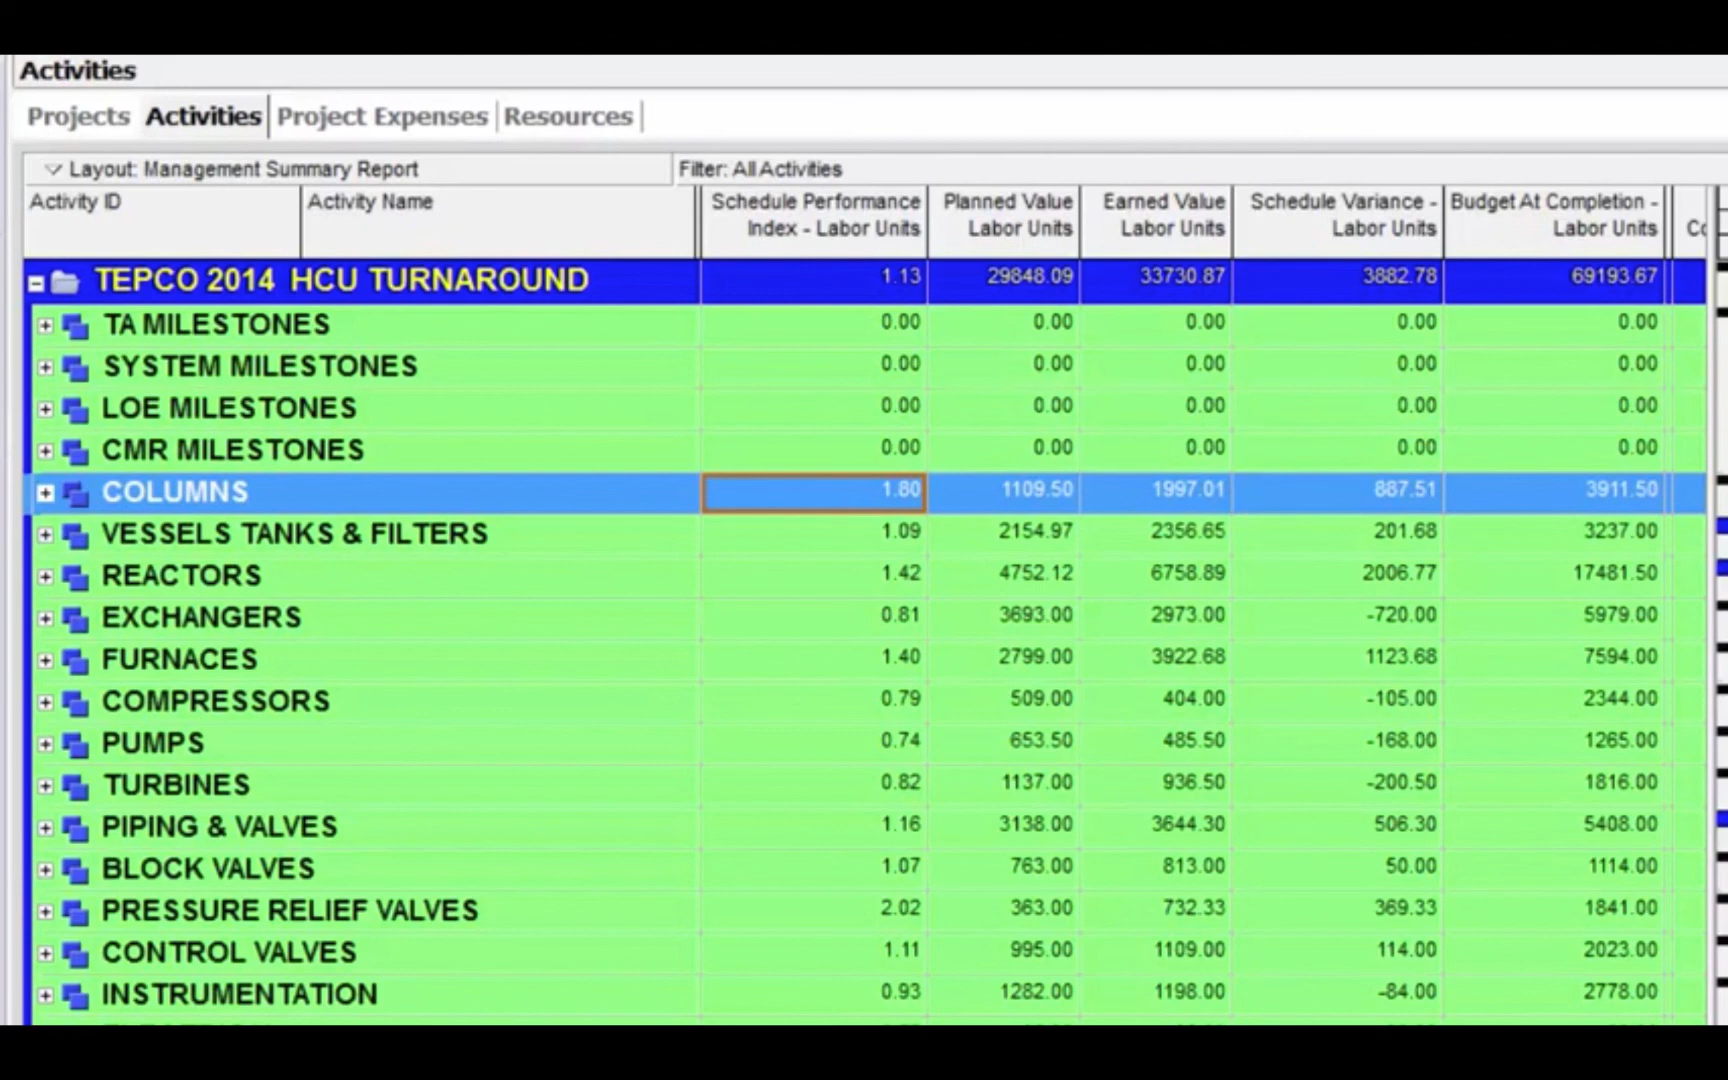 Activities
Projects Activities Project Expenses Resources
Layout: Management Summary Report Filter: All Activities
Activity ID Activity Name Schedule Performance Index - Labor Units Planned Value Labor Units Earned Value Labor Units Schedule Variance - Labor Units Budget At Completion - Labor Units
TEPCO 2014 HCU TURNAROUND 1.13 29848.09 33730.87 3882.78 69193.67
TA MILESTONES 0.00 0.00 0.00 0.00 0.00
SYSTEM MILESTONES 0.00 0.00 0.00 0.00 0.00
LOE MILESTONES 0.00 0.00 0.00 0.00 0.00
CMR MILESTONES 0.00 0.00 0.00 0.00 0.00
COLUMNS 1.80 1109.50 1997.01 887.51 3911.50
VESSELS TANKS & FILTERS 1.09 2154.97 2356.65 201.68 3237.00
REACTORS 1.42 4752.12 6758.89 2006.77 17481.50
EXCHANGERS 0.81 3693.00 2973.00 -720.00 5979.00
FURNACES 1.40 2799.00 3922.68 1123.68 7594.00
COMPRESSORS 0.79 509.00 404.00 -105.00 2344.00
PUMPS 0.74 653.50 485.50 -168.00 1265.00
TURBINES 0.82 1137.00 936.50 -200.50 1816.00
PIPING & VALVES 1.16 3138.00 3644.30 506.30 5408.00
BLOCK VALVES 1.07 763.00 813.00 50.00 1114.00
PRESSURE RELIEF VALVES 2.02 363.00 732.33 369.33 1841.00
CONTROL VALVES 1.11 995.00 1109.00 114.00 2023.00
INSTRUMENTATION 0.93 1282.00 1198.00 -84.00 2778.00